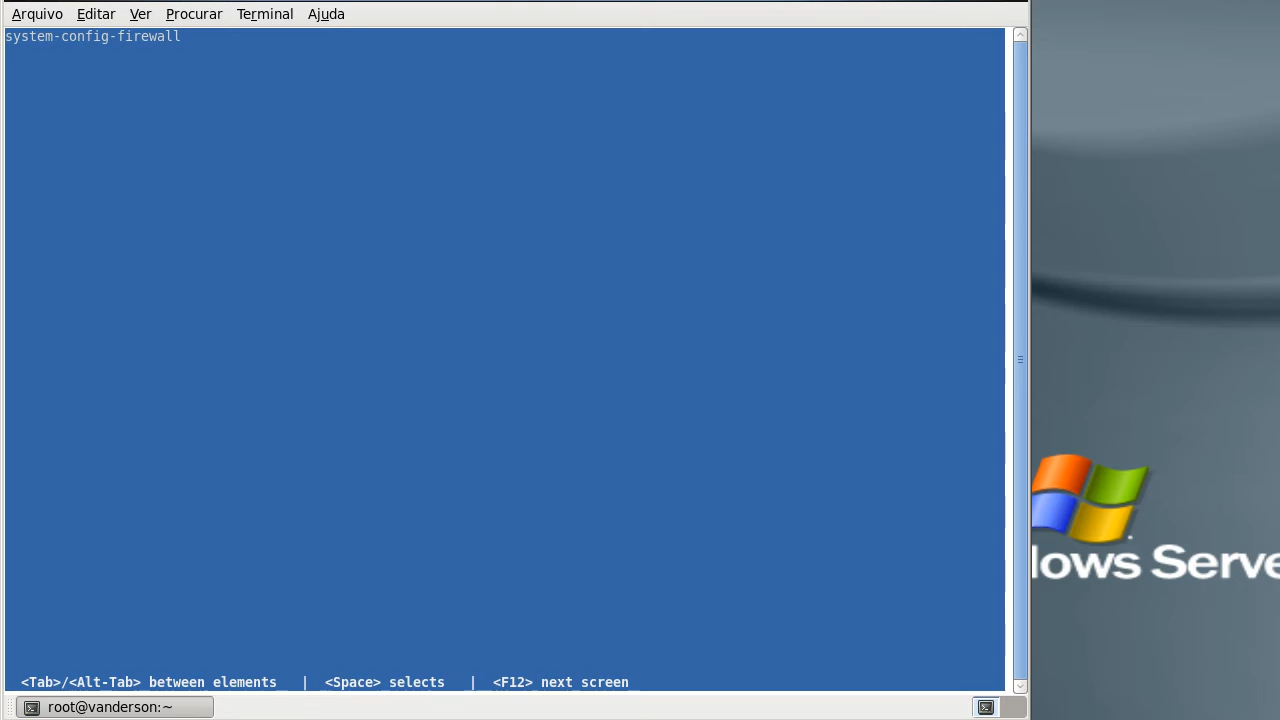 Arquivo Editar Ver Procurar Terminal Ajuda
system-config-firewall
lows Serve
<Tab>/<Alt-Tab> between elements | <Space> selects | <F12> next screen
root@vanderson:~